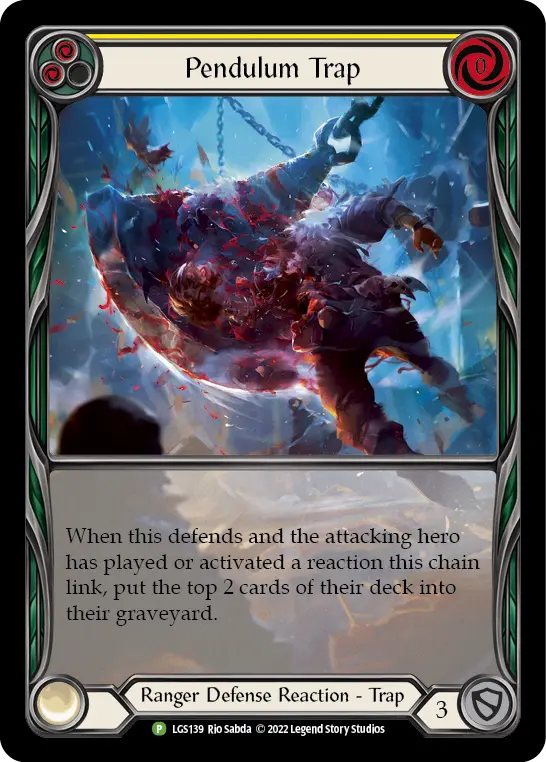 Pendulum Trap
0
When this defends and the attacking hero
has played or activated a reaction this chain
link, put the top 2 cards of their deck into
their graveyard.
Ranger Defense Reaction - Trap
3
P LGS139 Rio Sabda © 2022 Legend Story Studios